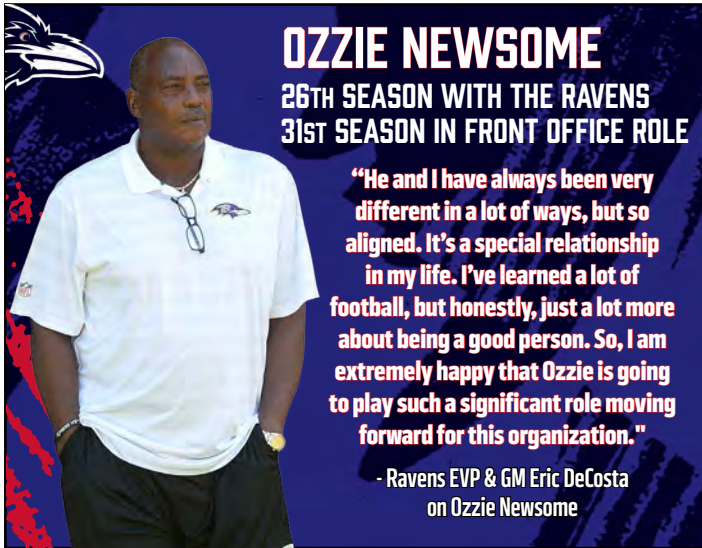 OZZIE NEWSOME
26TH SEASON WITH THE RAVENS
31ST SEASON IN FRONT OFFICE ROLE
“He and I have always been very
different in a lot of ways, but so
aligned. It’s a special relationship
in my life. I’ve learned a lot of
football, but honestly, just a lot more
about being a good person. So, I am
extremely happy that Ozzie is going
to play such a significant role moving
forward for this organization."
- Ravens EVP & GM Eric DeCosta
on Ozzie Newsome